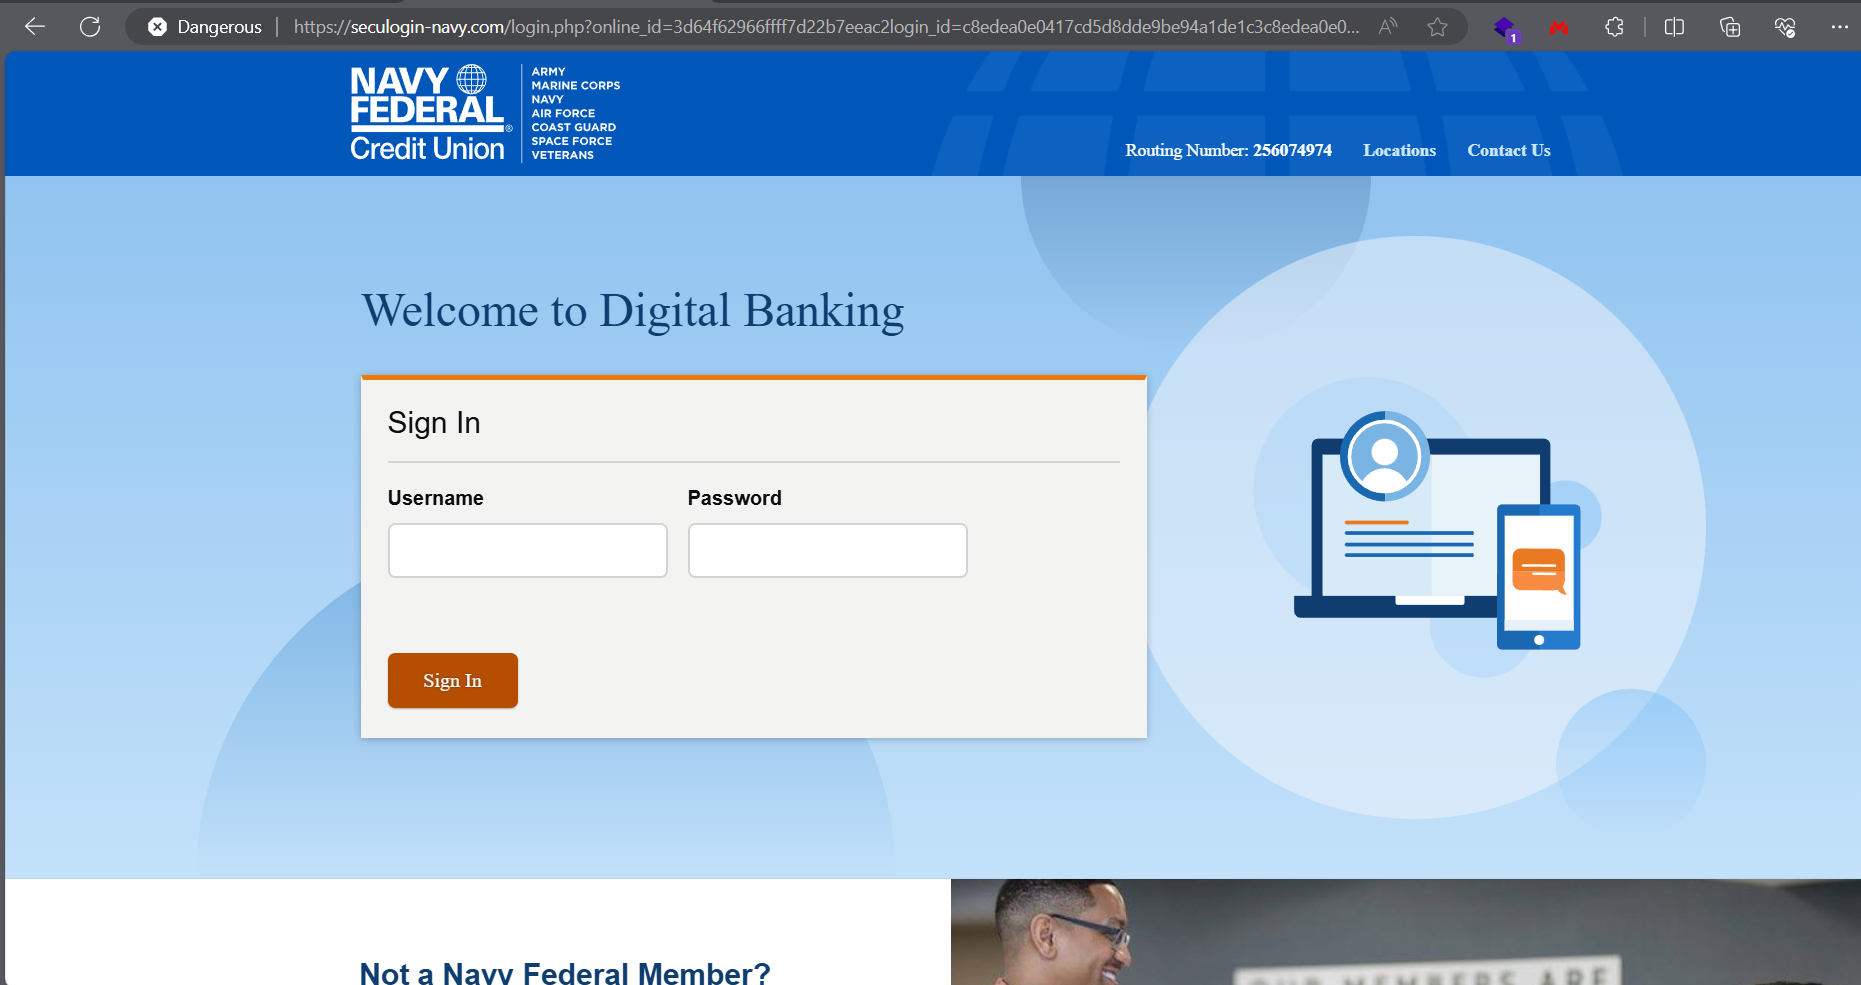 Dangerous
https://seculogin-navy.com/login.php?online_id=3d64f62966ffff7d22b7eeac2login_id=c8edea0e0417cd5d8dde9be94a1de1c3c8edea0e0...
1
NAVY
FEDERAL
Credit Union
®
ARMY
MARINE CORPS
NAVY
AIR FORCE
COAST GUARD
SPACE FORCE
VETERANS
Routing Number: 256074974 Locations Contact Us
Welcome to Digital Banking
Sign In
Username Password
Sign In
Not a Navy Federal Member?
OUR MEMBERS ARE